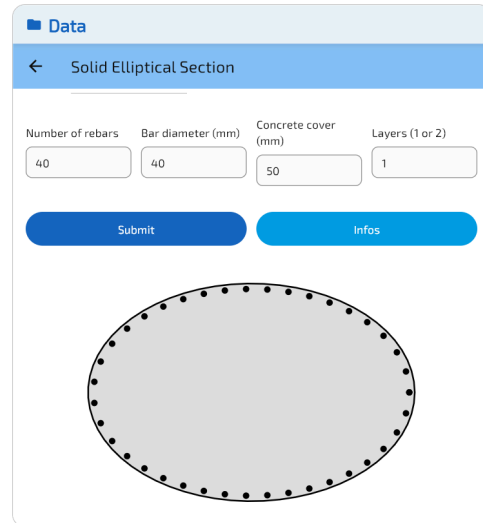 Data
Solid Elliptical Section
Number of rebars
Bar diameter (mm)
Concrete cover
(mm)
Layers (1 or 2)
40
40
50
1
Submit
Infos